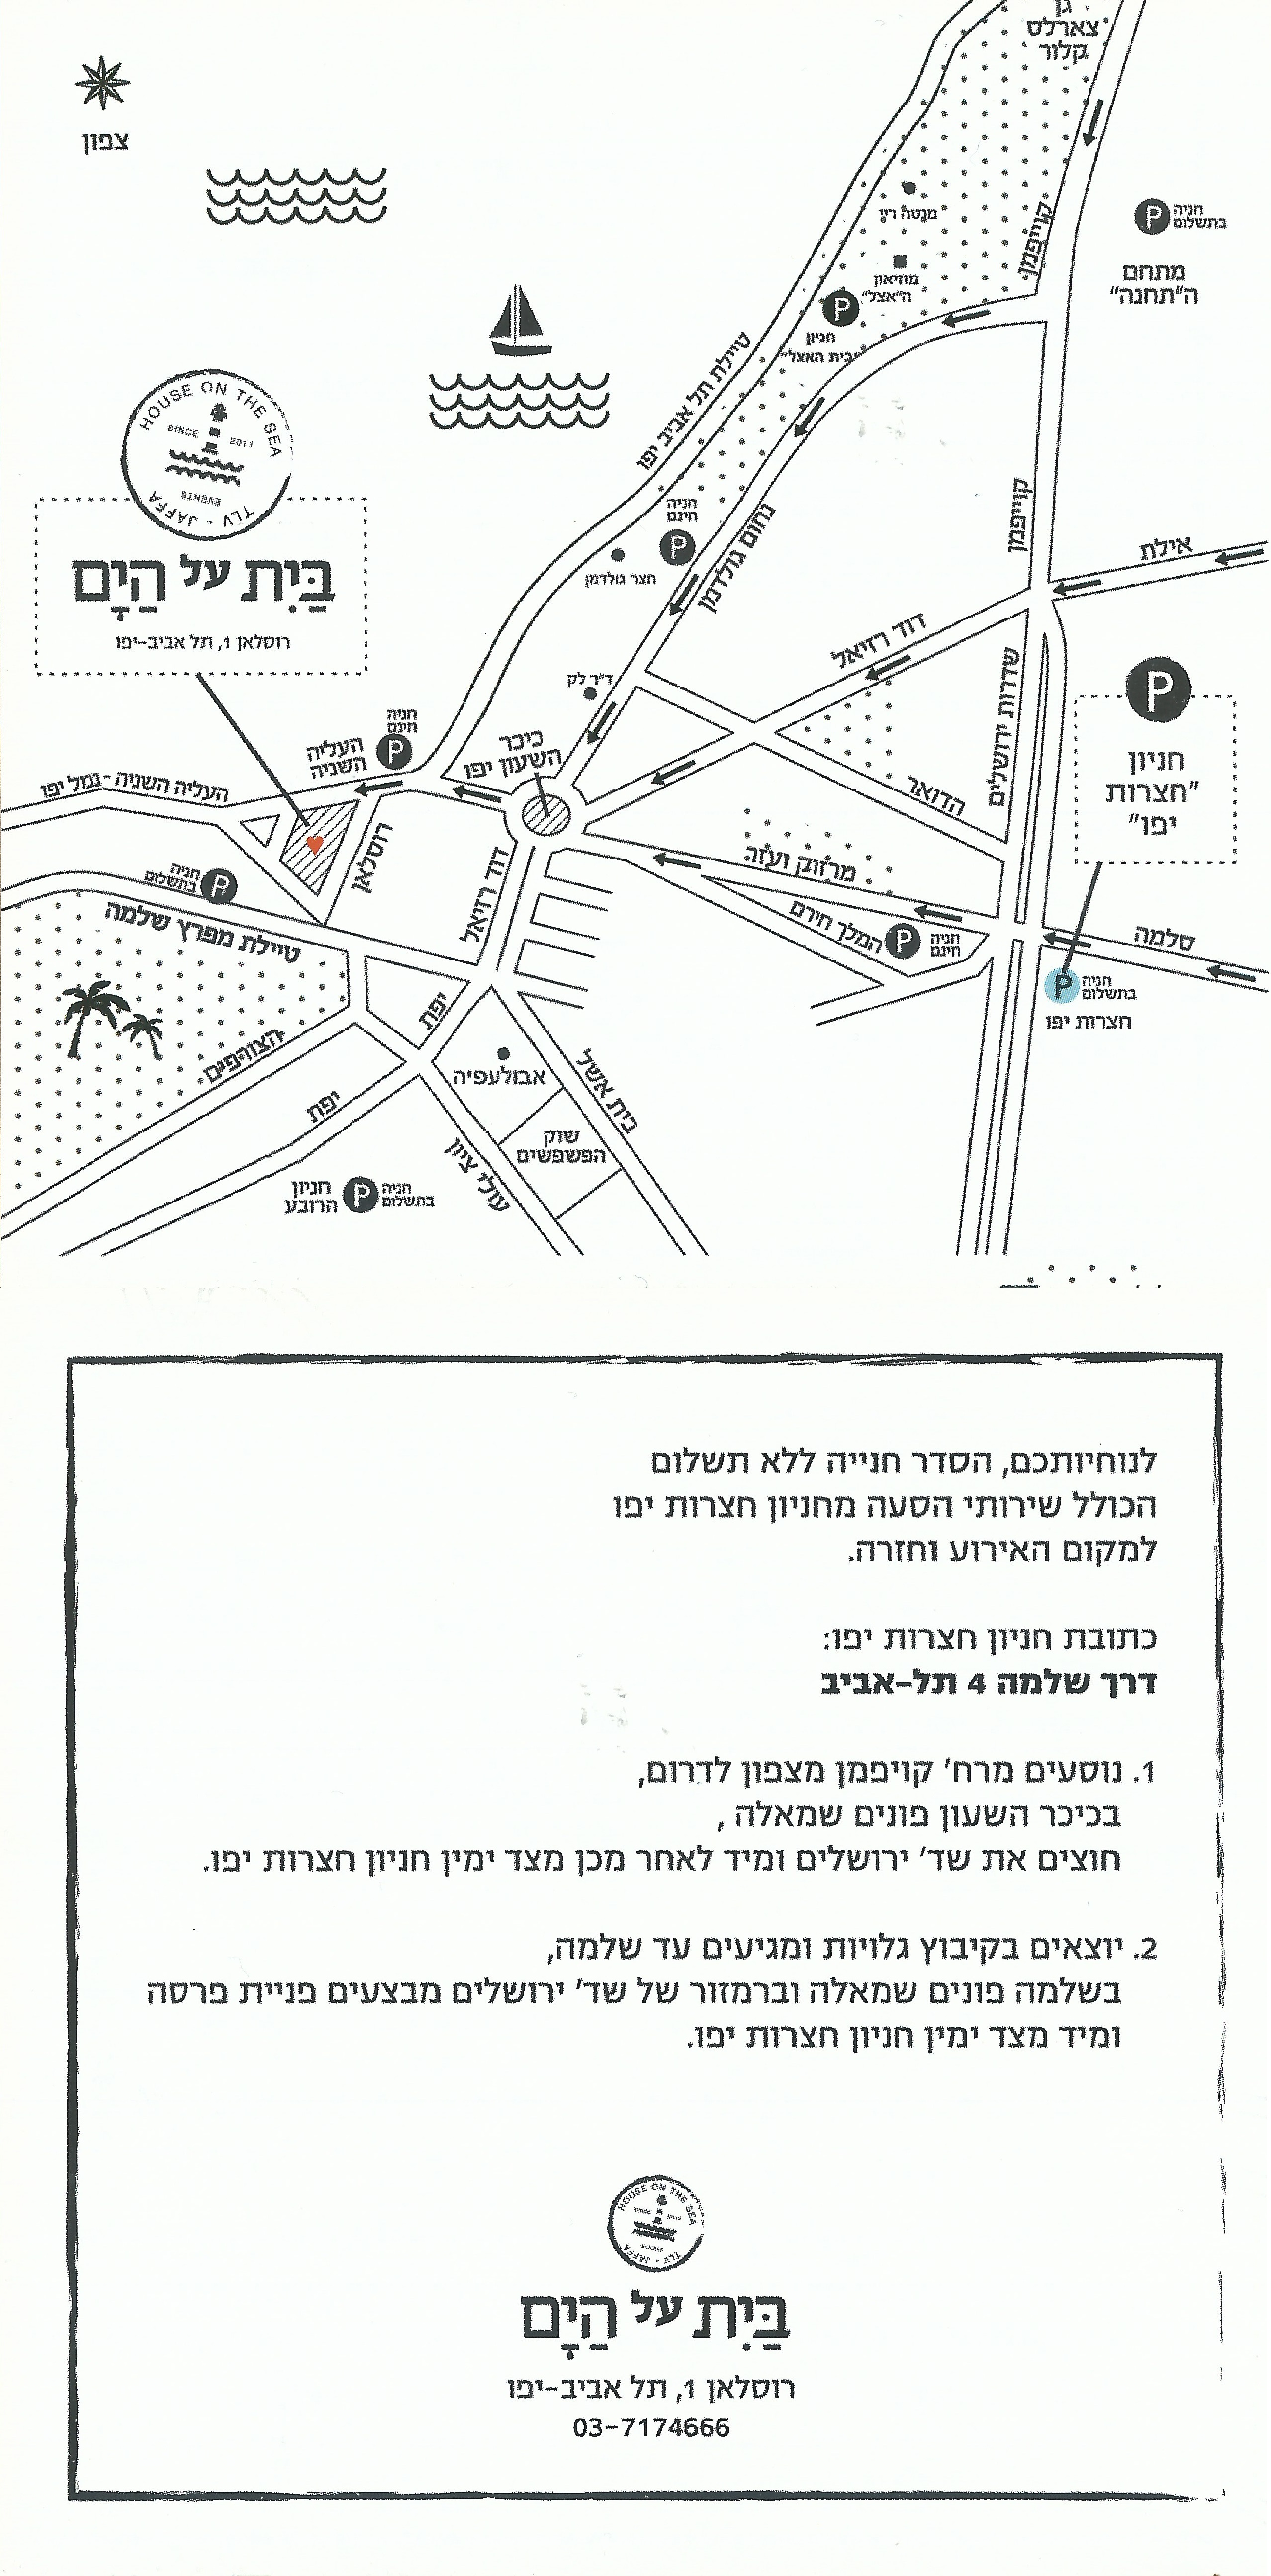 גן
צ׳ארלס
קלור
צפון
מנטה ריי
קוייפמן
חניה
בתשלום
P
מתחם
ה״תחנה״
מוזיאון
ה״אצל״
P
חניון
״בית האצל״
טיילת תל אביב יפו
HOUSE ON THE SEA
SINCE 2011
EVENTS
TLV - JAFFA
בַּיִת על הַיָם
רוסלאן 1, תל אביב-יפו
חניה
חינם
P
חצר גולדמן
נחום גולדמן
קוייפמן
אילת
דוד רזיאל
שדרות ירושלים
ד״ר לק
P
חניון
״חצרות
יפו״
חניה
חינם
P
העליה
השניה
כיכר
השעון יפו
העליה השניה - נמל יפו
הדואר
רוסלאן
דוד רזיאל
מרזוק ועזר
חניה
בתשלום
P
המלך חירם
P
חניה
חינם
סלמה
טיילת מפרץ שלמה
P
חניה
בתשלום
חצרות יפו
יפת
הצורפים
אבולעפיה
בית אשל
יפת
שוק
הפשפשים
עולי ציון
חניון
הרובע
P
חניה
בתשלום
לנוחיותכם, הסדר חנייה ללא תשלום
הכולל שירותי הסעה מחניון חצרות יפו
למקום האירוע וחזרה.
כתובת חניון חצרות יפו:
דרך שלמה 4 תל-אביב
1. נוסעים מרח׳ קויפמן מצפון לדרום,
בכיכר השעון פונים שמאלה ,
חוצים את שד׳ ירושלים ומיד לאחר מכן מצד ימין חניון חצרות יפו.
2. יוצאים בקיבוץ גלויות ומגיעים עד שלמה,
בשלמה פונים שמאלה וברמזור של שד׳ ירושלים מבצעים פניית פרסה
ומיד מצד ימין חניון חצרות יפו.
HOUSE ON THE SEA
SINCE 2011
EVENTS
TLV - JAFFA
בַּיִת על הַיָם
רוסלאן 1, תל אביב-יפו
03-7174666